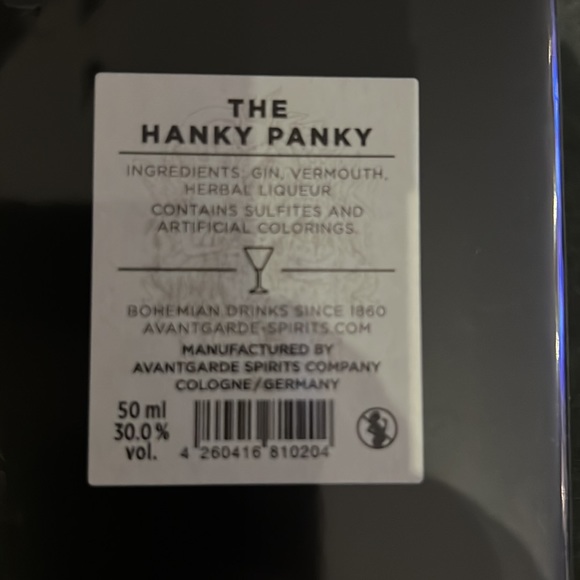 THE
HANKY PANKY
INGREDIENTS: GIN, VERMOUTH,
HERBAL LIQUEUR
CONTAINS SULFITES AND
ARTIFICIAL COLORINGS.
BOHEMIAN DRINKS SINCE 1860
AVANTGARDE-SPIRITS.COM
MANUFACTURED BY
AVANTGARDE SPIRITS COMPANY
COLOGNE/GERMANY
50 ml
30.0%
vol.
4 260416 810204